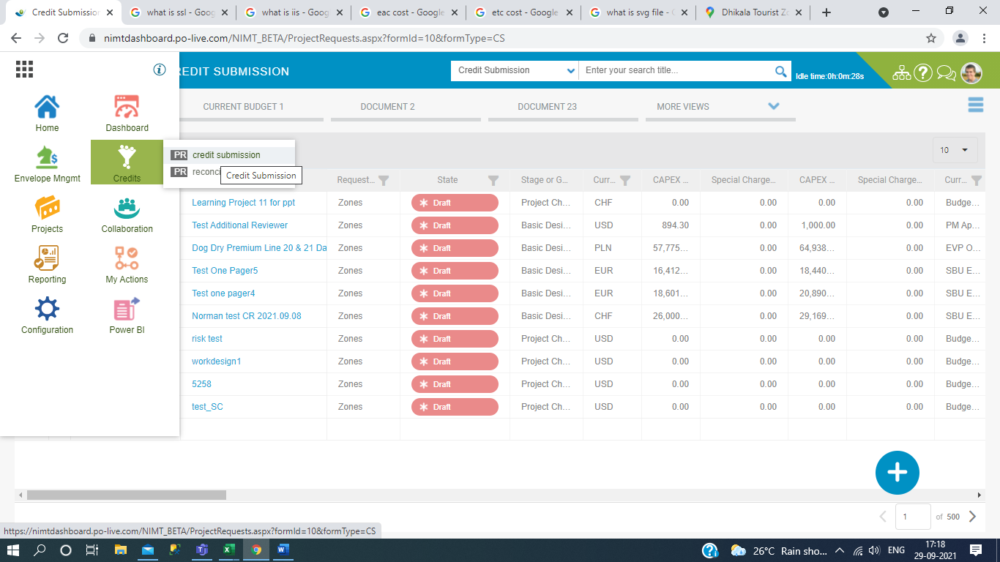 Credit Submission
what is ssl - Goog
what is iis - Goog
eac cost - Google
etc cost - Google
what is svg file - G
Dhikala Tourist Zo
nimtdashboard.po-live.com/NIMT_BETA/ProjectRequests.aspx?formId=10&formType=CS
REDIT SUBMISSION
Credit Submission
Enter your search title...
Idle time:0h:0m:28s
Home
Dashboard
Envelope Mngmt
Credits
Projects
Collaboration
Reporting
My Actions
Configuration
Power BI
CURRENT BUDGET 1 DOCUMENT 2 DOCUMENT 23 MORE VIEWS
10
PR credit submission
PR reconci
Credit Submission
Request... State Stage or G... Curr... CAPEX ... Special Charge... CAPEX ... Special Charge... Curr...
Learning Project 11 for ppt Zones Draft Project Ch... CHF 0.00 0.00 0.00 0.00 Budge...
Test Additional Reviewer Zones Draft Basic Desi... USD 894.30 0.00 1,000.00 0.00 PM Ap...
Dog Dry Premium Line 20 & 21 Da Zones Draft Basic Desi... PLN 57,775... 0.00 64,938... 0.00 EVP O...
Test One Pager5 Zones Draft Basic Desi... EUR 16,412... 0.00 18,440... 0.00 SBU E...
Test one pager4 Zones Draft Basic Desi... EUR 18,601... 0.00 20,890... 0.00 SBU E...
Norman test CR 2021.09.08 Zones Draft Basic Desi... CHF 26,000... 0.00 29,169... 0.00 SBU E...
risk test Zones Draft Project Ch... USD 0.00 0.00 0.00 0.00 Budge...
workdesign1 Zones Draft Project Ch... USD 0.00 0.00 0.00 0.00 Budge...
5258 Zones Draft Project Ch... USD 0.00 0.00 0.00 0.00 Budge...
test_SC Zones Draft Project Ch... USD 0.00 0.00 0.00 0.00 Budge...
1 of 500
https://nimtdashboard.po-live.com/NIMT_BETA/ProjectRequests.aspx?formId=10&formType=CS
26°C Rain sho... ENG 17:18
29-09-2021